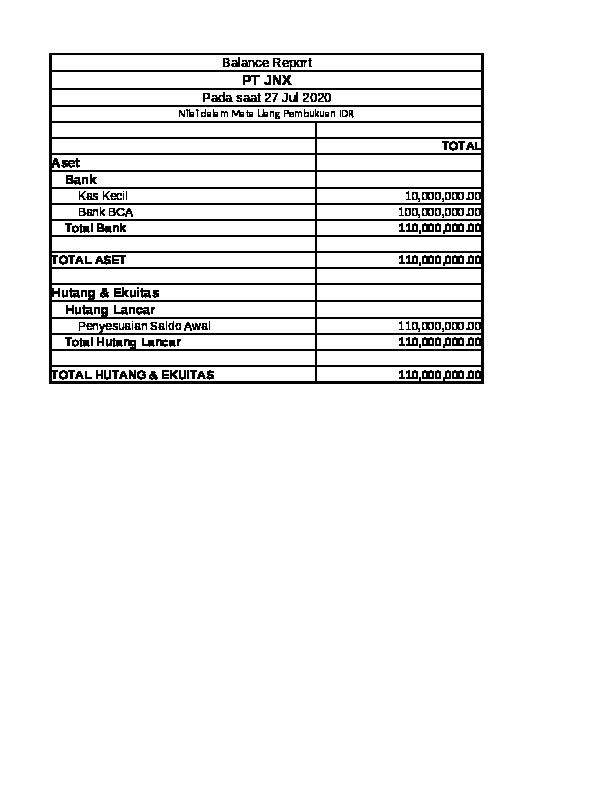 Balance Report
PT JNX
Pada saat 27 Jul 2020
Nilai dalam Mata Uang Pembukuan IDR
TOTAL
Aset
Bank
Kas Kecil 10,000,000.00
Bank BCA 100,000,000.00
Total Bank 110,000,000.00
TOTAL ASET 110,000,000.00
Hutang & Ekuitas
Hutang Lancar
Penyesuaian Saldo Awal 110,000,000.00
Total Hutang Lancar 110,000,000.00
TOTAL HUTANG & EKUITAS 110,000,000.00